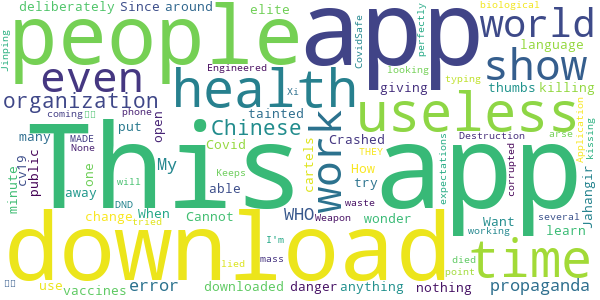 Jinping deliberately Since around elite CovidSafe perfectly biological
people app world
looking language
even Engineered health Xi show
typing
organization giving thumbs killing
coming phone tainted useless
MADE Chinese Application
many None put open Crashed Destruction arse
This app
My Covid work cartels THEY kissing
minute cv19 public one away able How try expectations corrupted Jahangir
will Keeps
DND When Cannot WHO Weapon waste wonder Want several
change tried working learn
download I'm mass died time
lied point
use error downloaded danger anything nothing propaganda
vaccines